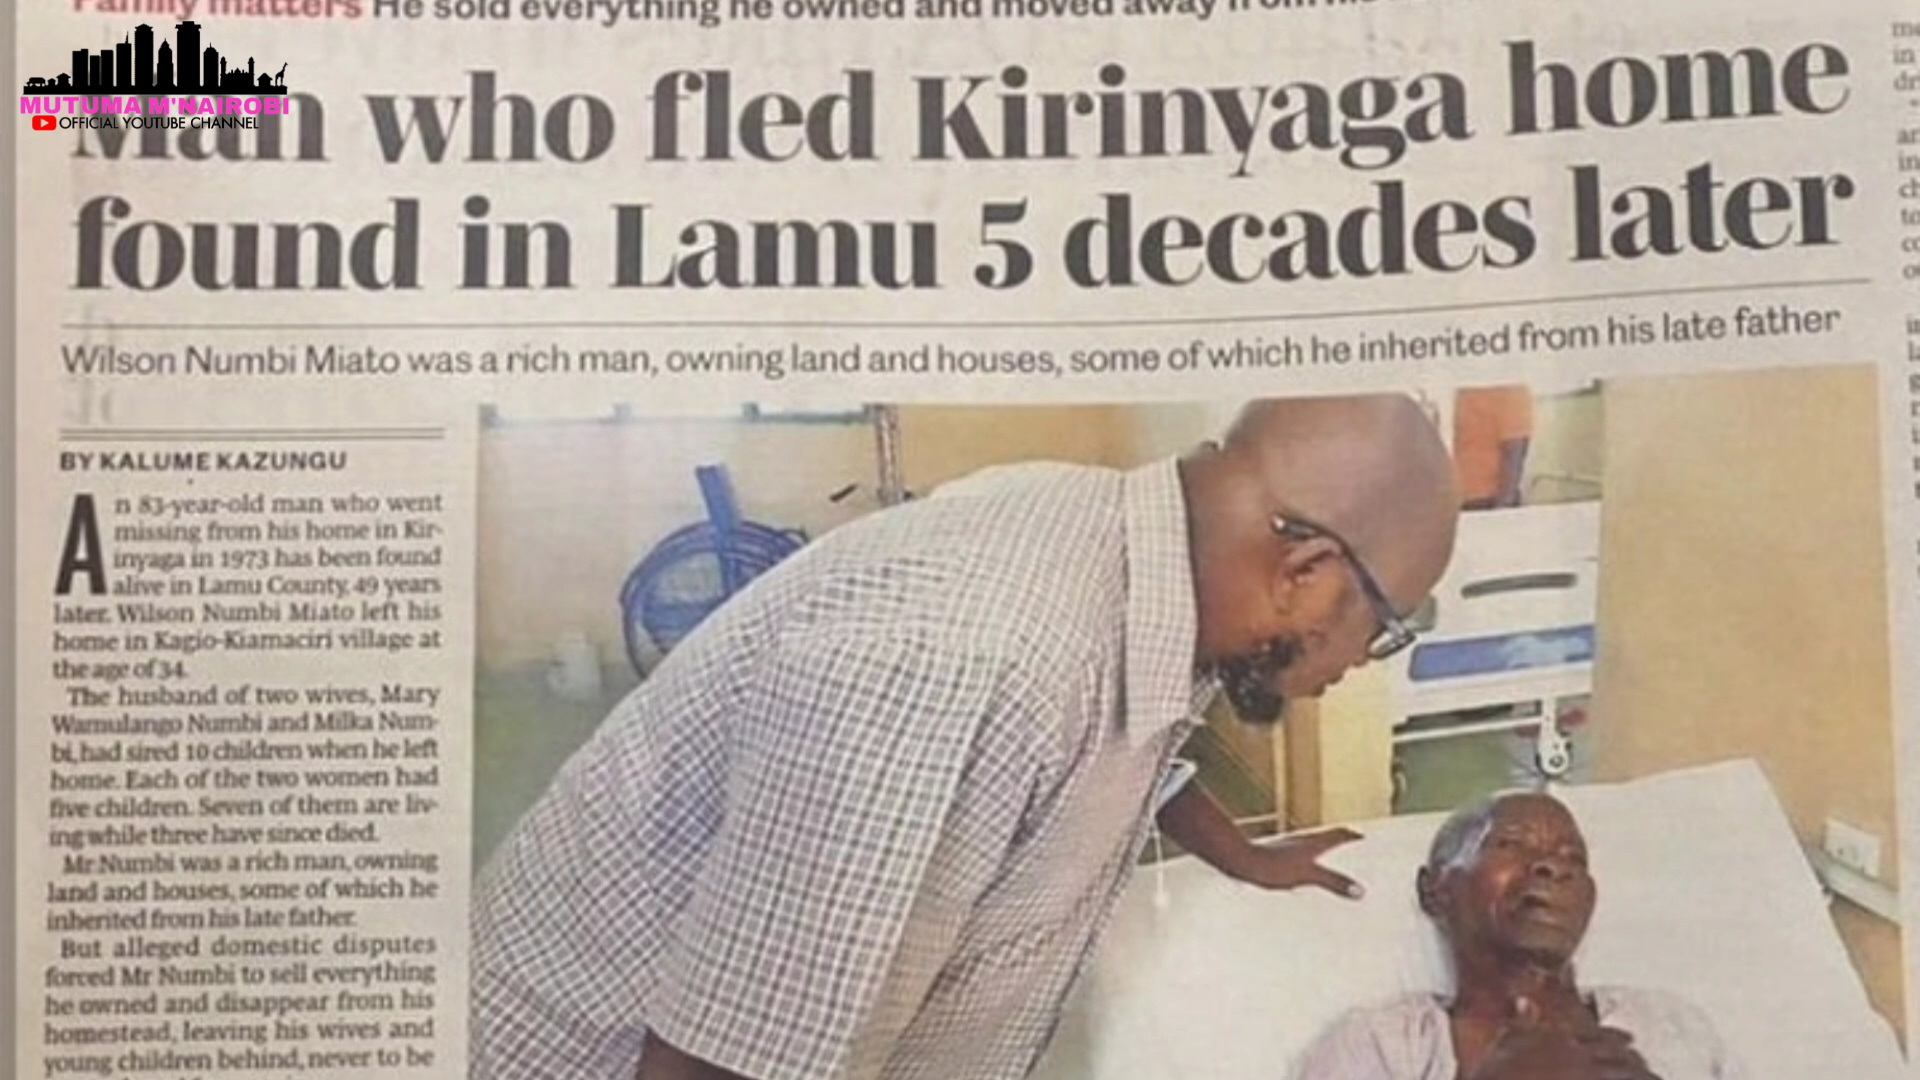 Family matters He sold everything he owned and moved away from
MUTUMA M'NAIROBI
OFFICIAL YOUTUBE CHANNEL
Man who fled Kirinyaga home
found in Lamu 5 decades later
Wilson Numbi Miato was a rich man, owning land and houses, some of which he inherited from his late father
BY KALUME KAZUNGU
An 83-year-old man who went
missing from his home in Kir-
inyaga in 1973 has been found
alive in Lamu County, 49 years
later. Wilson Numbi Miato left his
home in Kagio-Kiamaciri village at
the age of 34.
The husband of two wives, Mary
Wamulango Numbi and Milka Num-
bi, had sired 10 children when he left
home. Each of the two women had
five children. Seven of them are liv-
ing while three have since died.
Mr Numbi was a rich man, owning
land and houses, some of which he
inherited from his late father.
But alleged domestic disputes
forced Mr Numbi to sell everything
he owned and disappear from his
homestead, leaving his wives and
young children behind, never to be